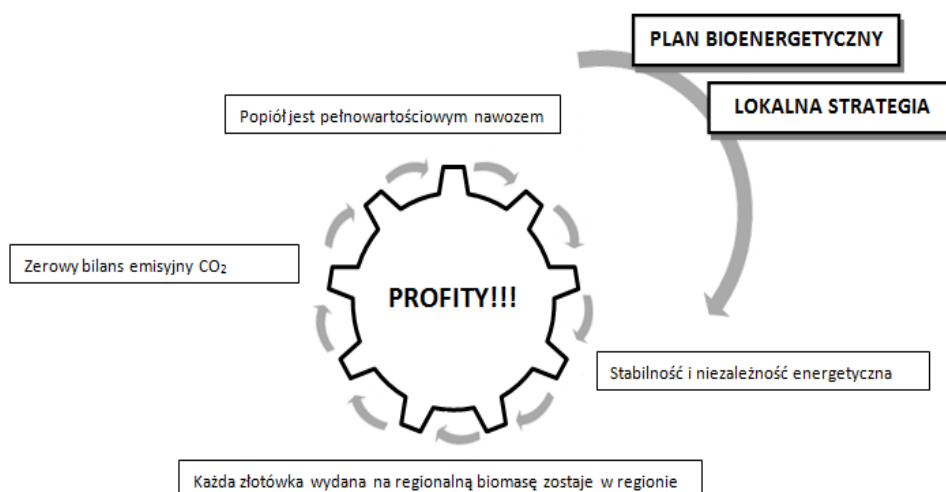 PLAN BIOENERGETYCZNY
LOKALNA STRATEGIA
Popiół jest pełnowartościowym nawozem
Zerowy bilans emisyjny CO₂
PROFITY!!!
Stabilność i niezależność energetyczna
Każda złotówka wydana na regionalną biomasę zostaje w regionie